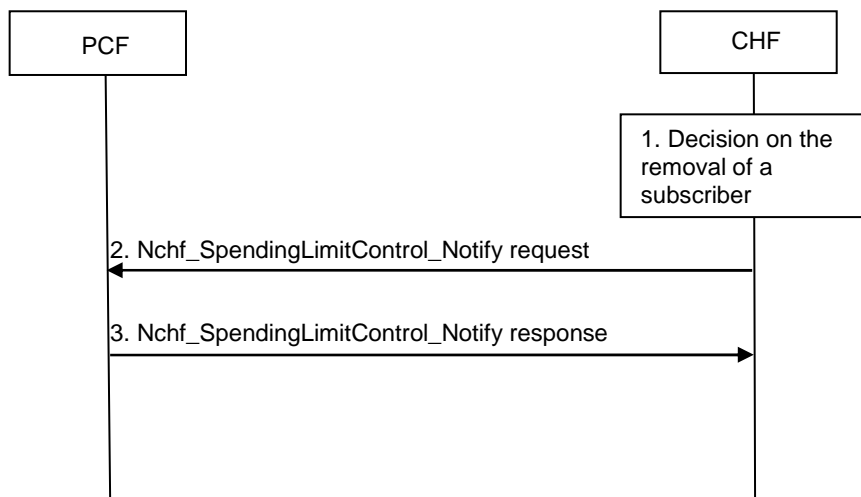 PCF
CHF
1. Decision on the
removal of a
subscriber
2. Nchf_SpendingLimitControl_Notify request
3. Nchf_SpendingLimitControl_Notify response